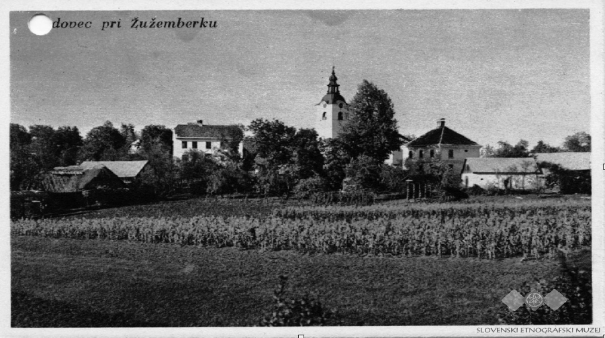 dovec pri Žužemberku
SLOVENSKI ETNOGRAFSKI MUZEJ